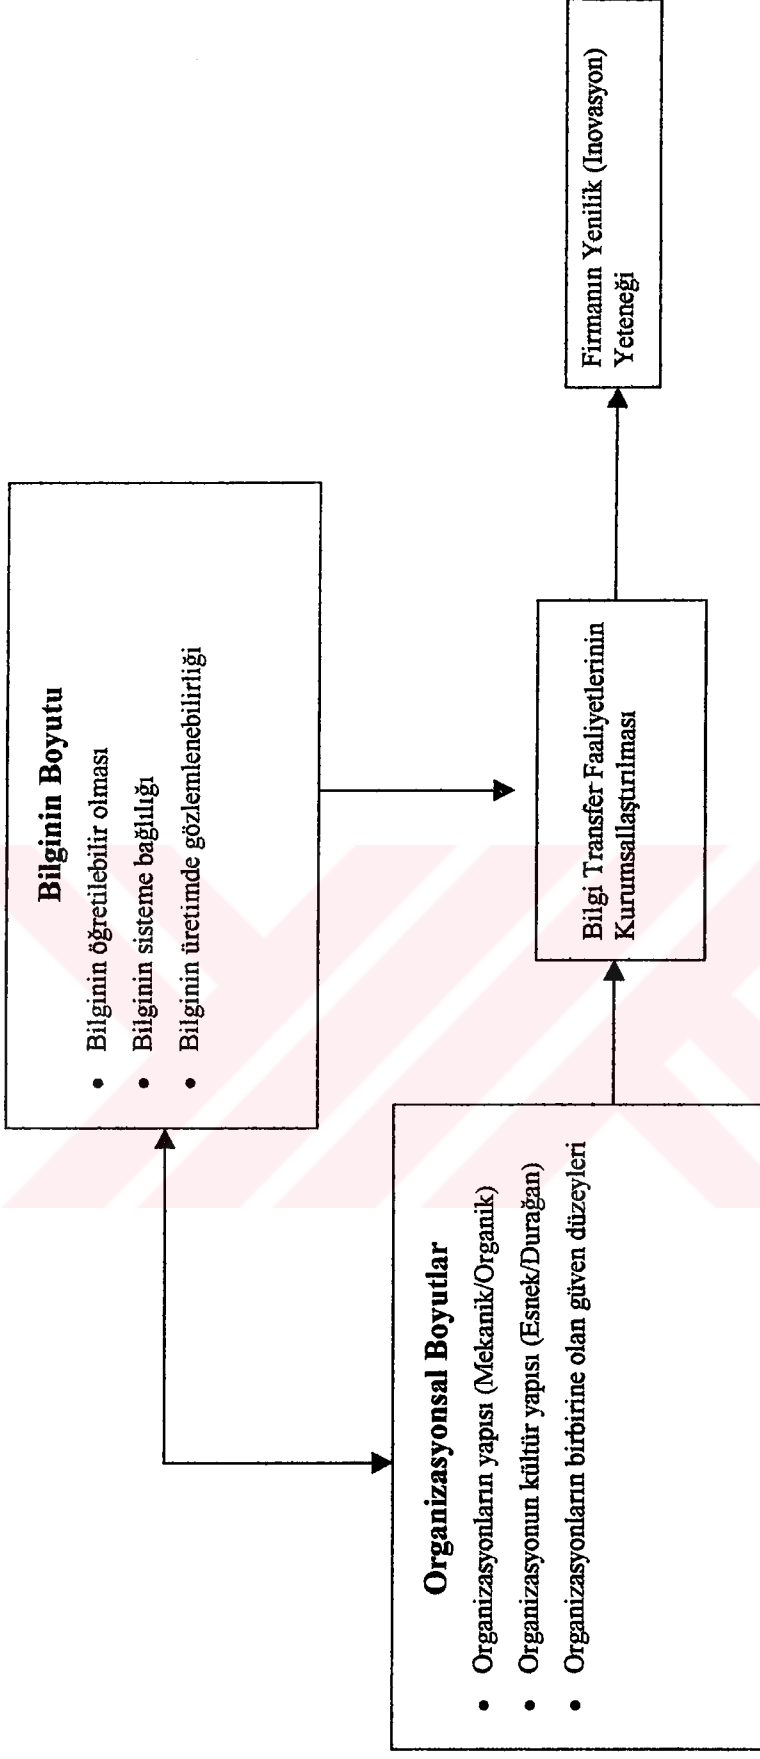 Bilginin Boyutu
• Bilginin öğretilebilir olması
• Bilginin sisteme bağlılığı
• Bilginin üretimde gözlemlenebilirliği
Organizasyonsal Boyutlar
• Organizasyonların yapısı (Mekanik/Organik)
• Organizasyonun kültür yapısı (Esnek/Durağan)
• Organizasyonların birbirine olan güven düzeyleri
Bilgi Transfer Faaliyetlerinin
Kurumsallaştırılması
Firmanın Yenilik (Inovasyon)
Yeteneği